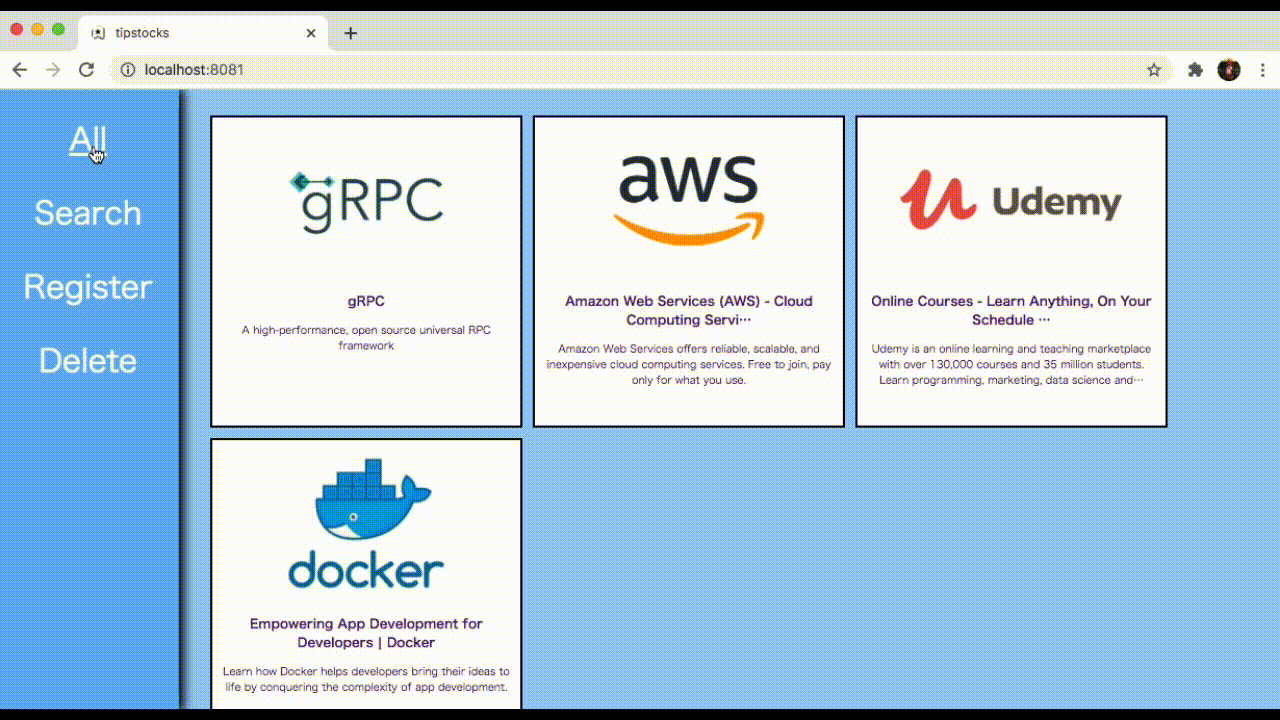 tipstocks
localhost:8081
All
Search
Register
Delete
gRPC
gRPC
A high-performance, open source universal RPC
framework
aws
Amazon Web Services (AWS) - Cloud
Computing Servi…
Amazon Web Services offers reliable, scalable, and
inexpensive cloud computing services. Free to join, pay
only for what you use.
Udemy
Online Courses - Learn Anything, On Your
Schedule …
Udemy is an online learning and teaching marketplace
with over 130,000 courses and 35 million students.
Learn programming, marketing, data science and…
docker
Empowering App Development for
Developers | Docker
Learn how Docker helps developers bring their ideas to
life by conquering the complexity of app development.